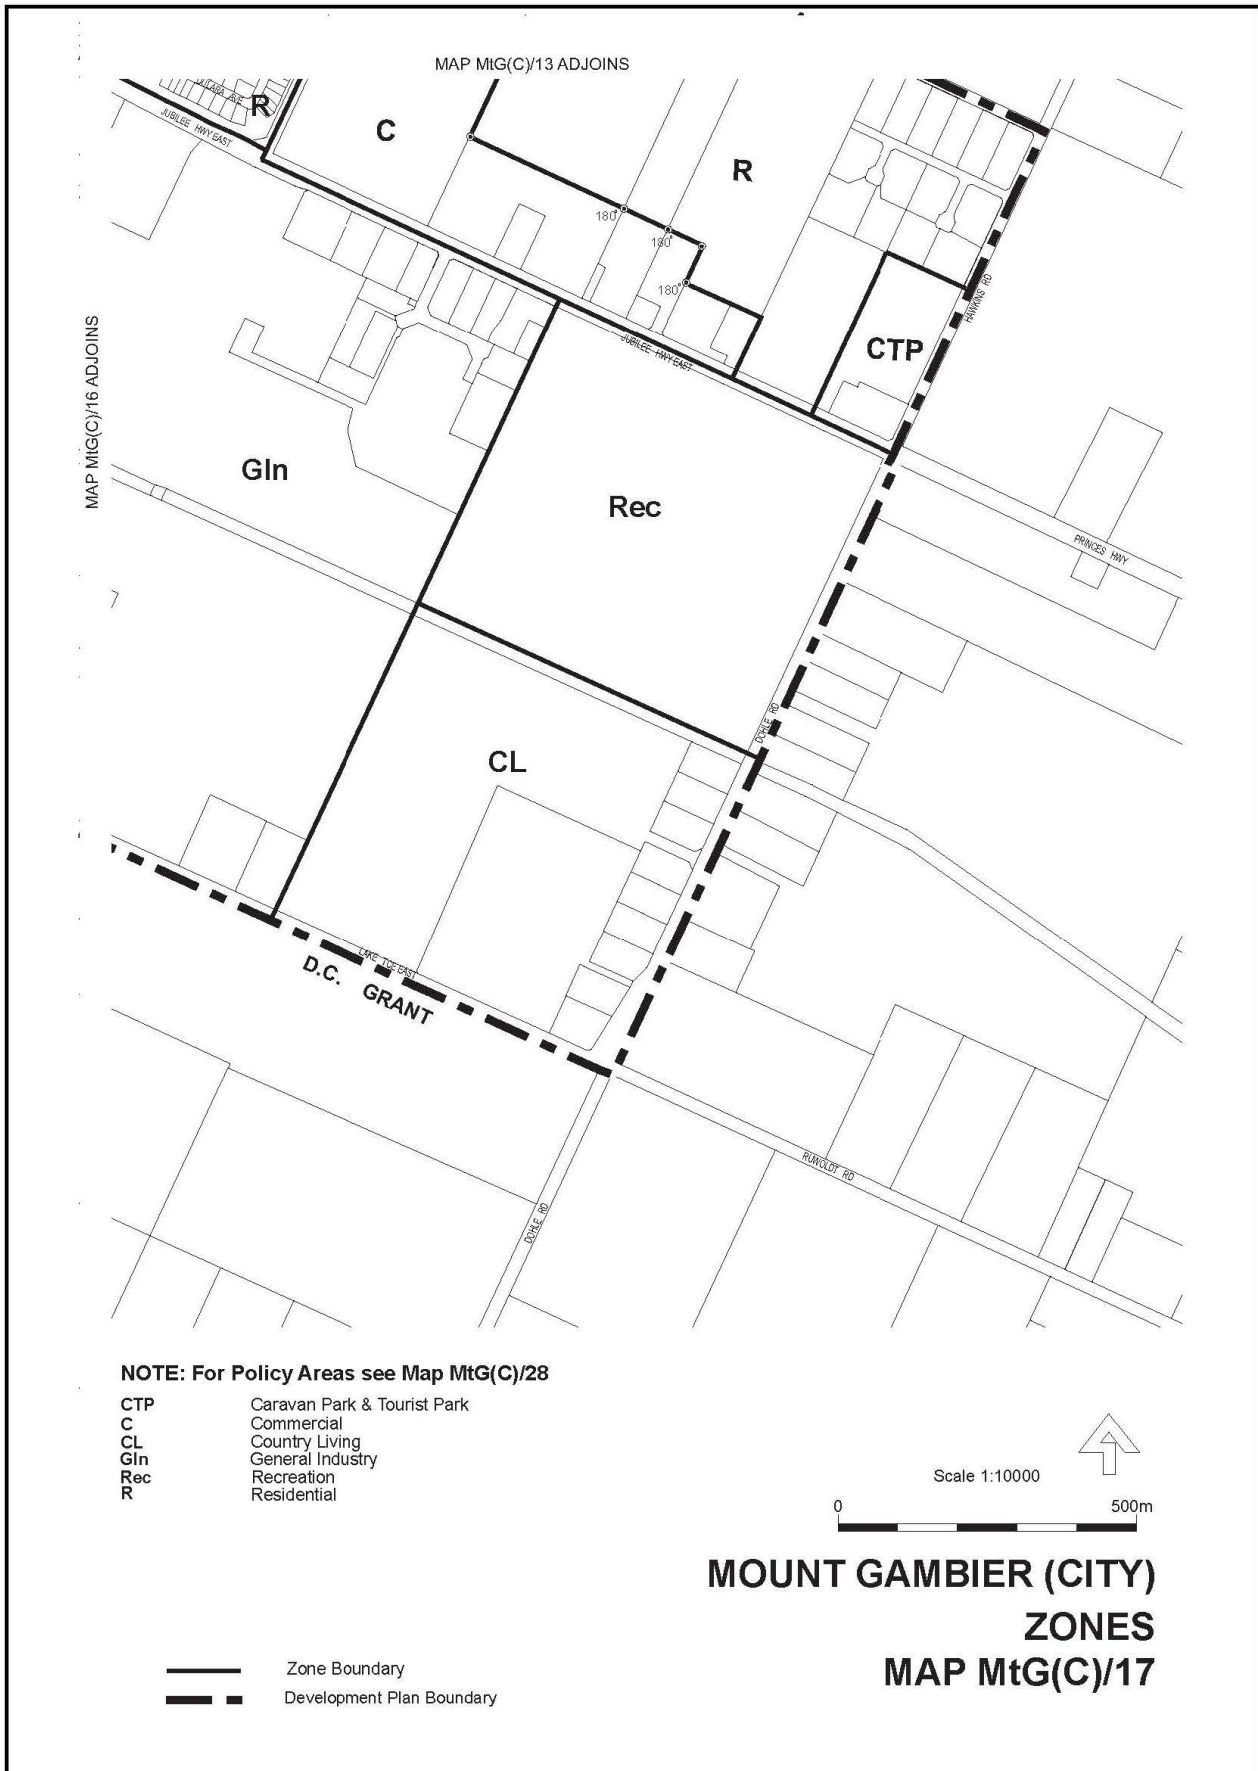 MAP MtG(C)/13 ADJOINS
DULARA AVE
R
JUBILEE HWY EAST
C
R
180°
180°
180°
HAWKINS RD
JUBILEE HWY EAST
CTP
MAP MtG(C)/16 ADJOINS
GIn
Rec
PRINCES HWY
DOHLE RD
CL
LAKE TCE EAST
D.C. GRANT
RUWOLDT RD
DOHLE RD
NOTE: For Policy Areas see Map MtG(C)/28
CTP Caravan Park & Tourist Park
C Commercial
CL Country Living
GIn General Industry
Rec Recreation
R Residential
Scale 1:10000
0 500m
MOUNT GAMBIER (CITY)
ZONES
MAP MtG(C)/17
Zone Boundary
Development Plan Boundary